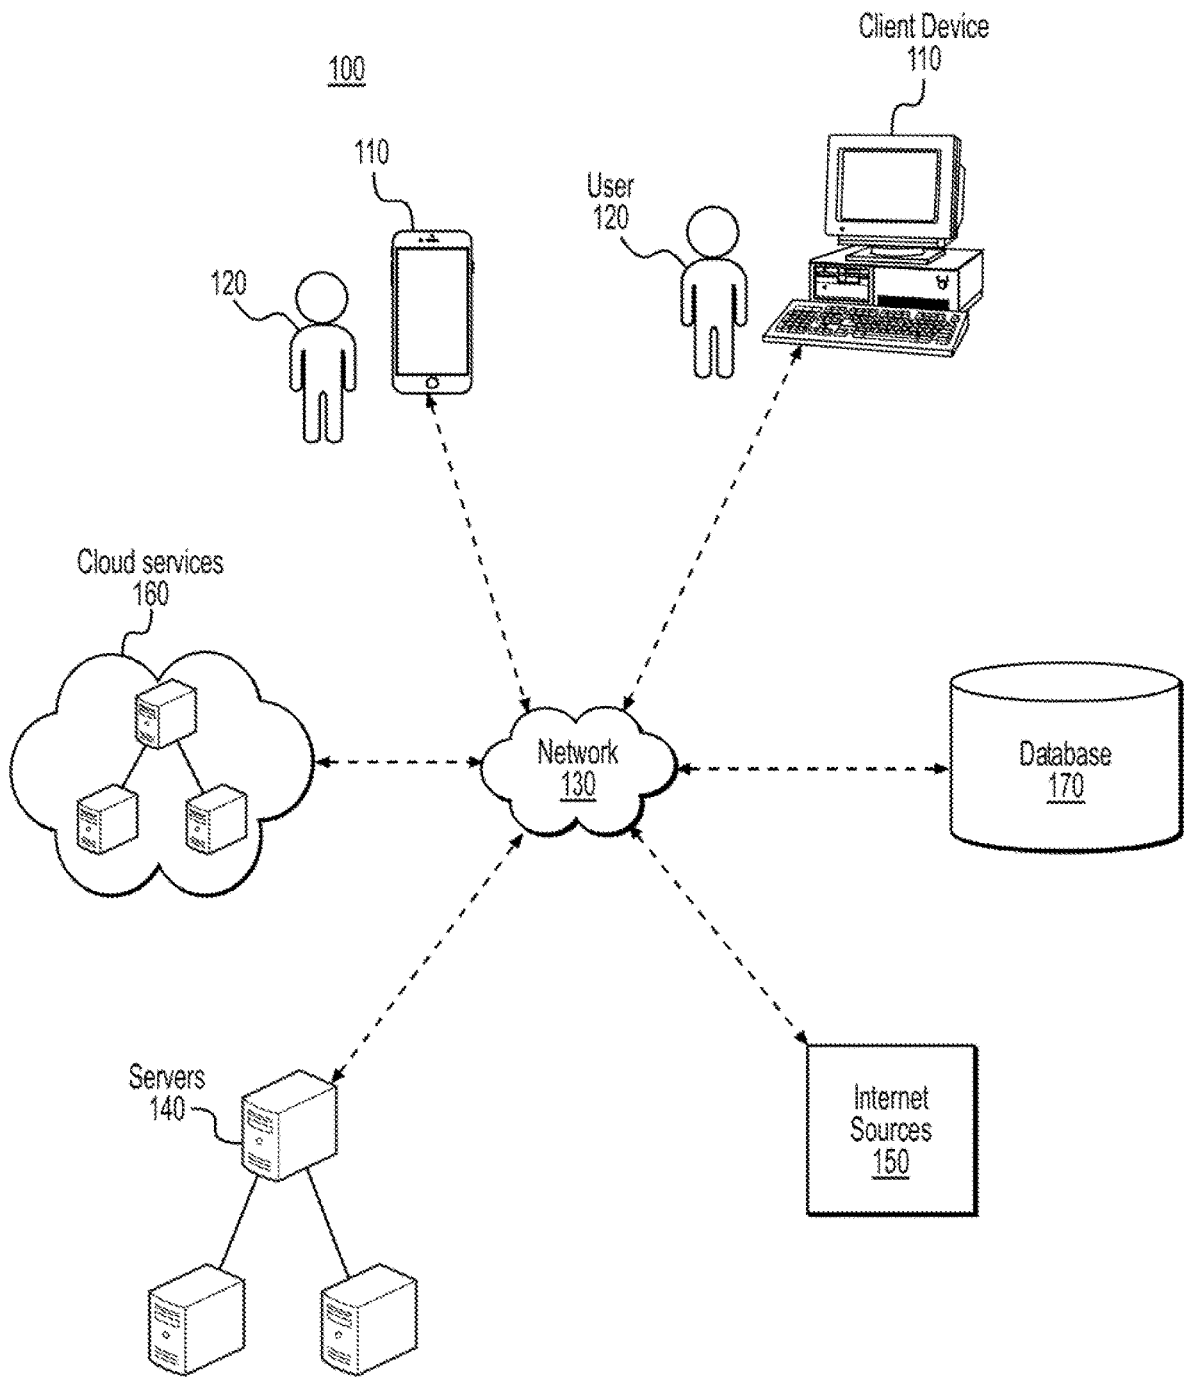 Client Device
110
100
110
User
120
120
Cloud services
160
Network
130
Database
170
Servers
140
Internet
Sources
150